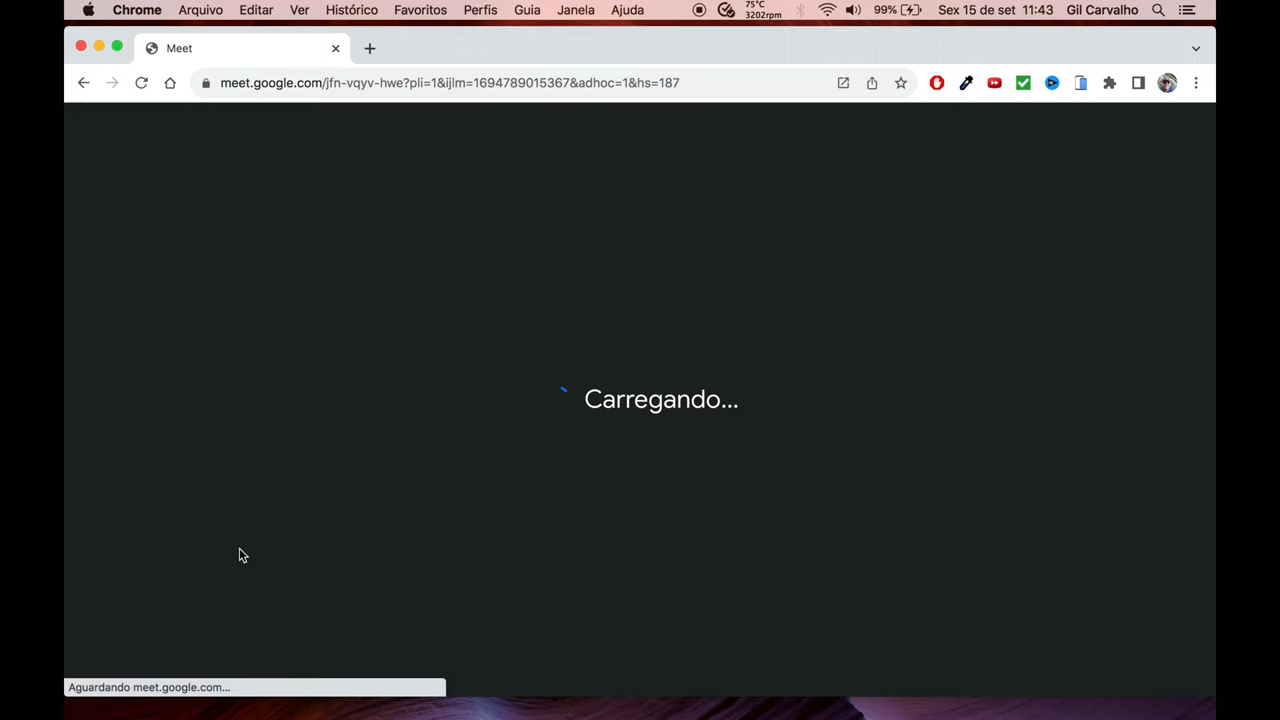 Chrome Arquivo Editar Ver Histórico Favoritos Perfis Guia Janela Ajuda 75°C 3202rpm 99% Sex 15 de set 11:43 Gil Carvalho
Meet
meet.google.com/jfn-vqyv-hwe?pli=1&ijlm=1694789015367&adhoc=1&hs=187
Carregando...
Aguardando meet.google.com...